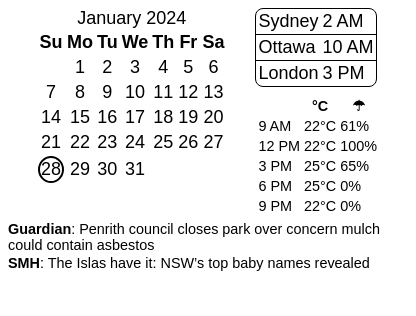 January 2024
Su Mo Tu We Th Fr Sa
1 2 3 4 5 6
7 8 9 10 11 12 13
14 15 16 17 18 19 20
21 22 23 24 25 26 27
28 29 30 31
Sydney 2 AM
Ottawa 10 AM
London 3 PM
°C ☂
9 AM 22°C 61%
12 PM 22°C 100%
3 PM 25°C 65%
6 PM 25°C 0%
9 PM 22°C 0%
Guardian: Penrith council closes park over concern mulch
could contain asbestos
SMH: The Islas have it: NSW’s top baby names revealed